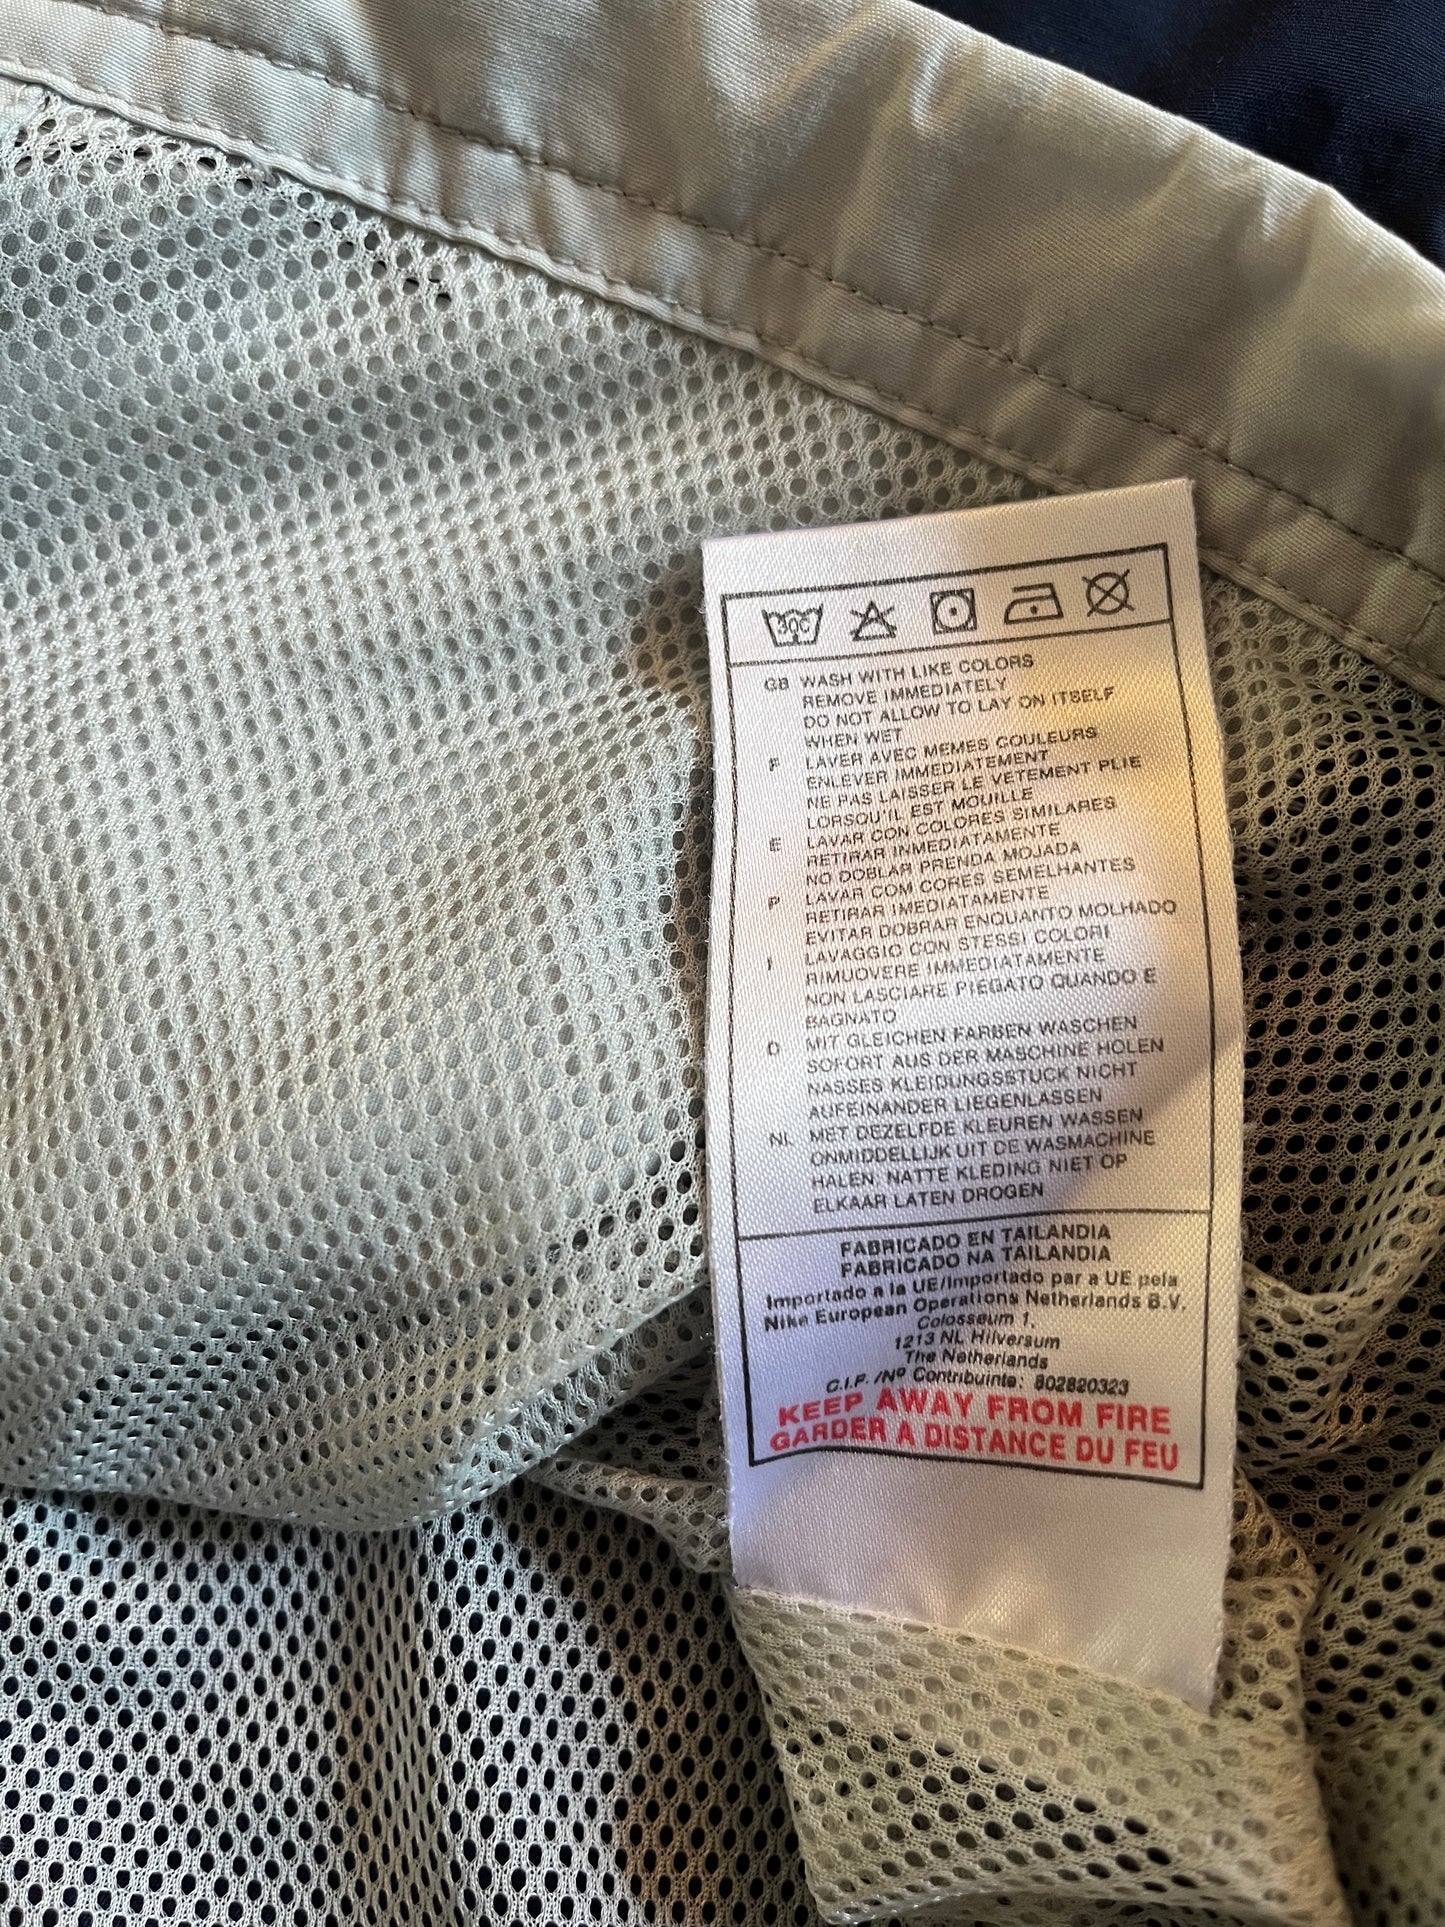 30C
GB WASH WITH LIKE COLORS
REMOVE IMMEDIATELY
DO NOT ALLOW TO LAY ON ITSELF
WHEN WET
F LAVER AVEC MEMES COULEURS
ENLEVER IMMEDIATEMENT
NE PAS LAISSER LE VETEMENT PLIE
LORSQU'IL EST MOUILLE
E LAVAR CON COLORES SIMILARES
RETIRAR INMEDIATAMENTE
NO DOBLAR PRENDA MOJADA
P LAVAR COM CORES SEMELHANTES
RETIRAR IMEDIATAMENTE
EVITAR DOBRAR ENQUANTO MOLHADO
I LAVAGGIO CON STESSI COLORI
RIMUOVERE IMMEDIATAMENTE
NON LASCIARE PIEGATO QUANDO E
BAGNATO
D MIT GLEICHEN FARBEN WASCHEN
SOFORT AUS DER MASCHINE HOLEN
NASSES KLEIDUNGSSTUCK NICHT
AUFEINANDER LIEGENLASSEN
NL MET DEZELFDE KLEUREN WASSEN
ONMIDDELLIJK UIT DE WASMACHINE
HALEN. NATTE KLEDING NIET OP
ELKAAR LATEN DROGEN
FABRICADO EN TAILANDIA
FABRICADO NA TAILANDIA
Importado a la UE/Importado par a UE pela
Nike European Operations Netherlands B.V.
Colosseum 1,
1213 NL Hilversum
The Netherlands
C.I.F. /Nº Contribuinte: 802820323
KEEP AWAY FROM FIRE
GARDER A DISTANCE DU FEU